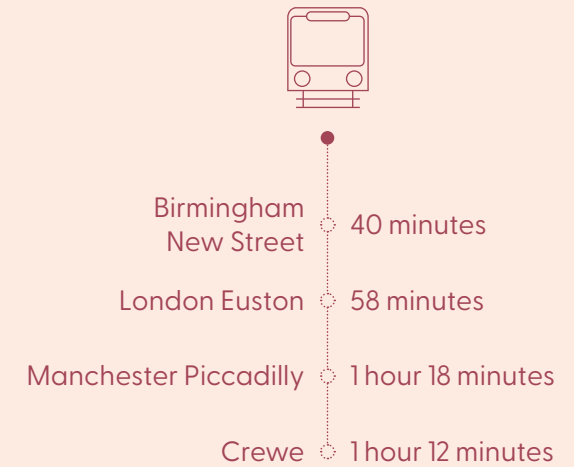 Birmingham
New Street
40 minutes
London Euston
58 minutes
Manchester Piccadilly
1 hour 18 minutes
Crewe
1 hour 12 minutes